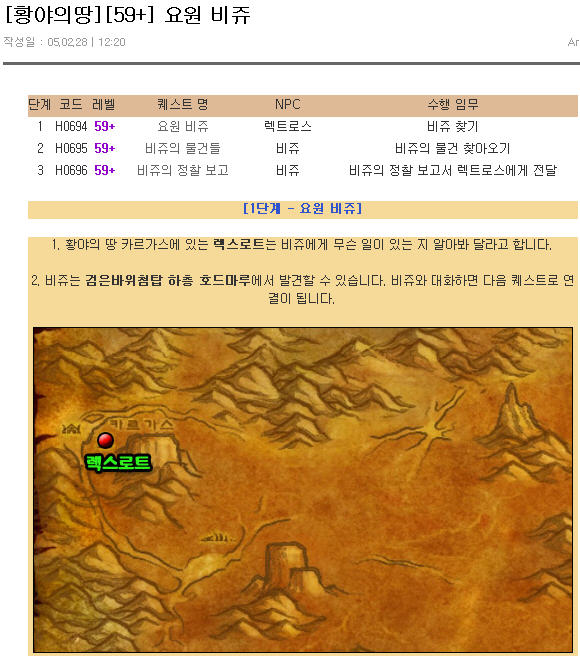 [황야의땅][59+] 요원 비쥬
작성일 : 05.02.28 | 12:20 Ar
단계 코드 레벨 퀘스트 명 NPC 수행 임무
1 H0694 59+ 요원 비쥬 렉트로스 비쥬 찾기
2 H0695 59+ 비쥬의 물건들 비쥬 비쥬의 물건 찾아오기
3 H0696 59+ 비쥬의 정찰 보고 비쥬 비쥬의 정찰 보고서 렉트로스에게 전달
[1단계 - 요원 비쥬]
1. 황야의 땅 카르가스에 있는 렉스로트는 비쥬에게 무슨 일이 있는 지 알아봐 달라고 합니다.
2. 비쥬는 검은바위첨탑 하층 호드마루에서 발견할 수 있습니다. 비쥬와 대화하면 다음 퀘스트로 연
결이 됩니다.
카르가스
렉스로트